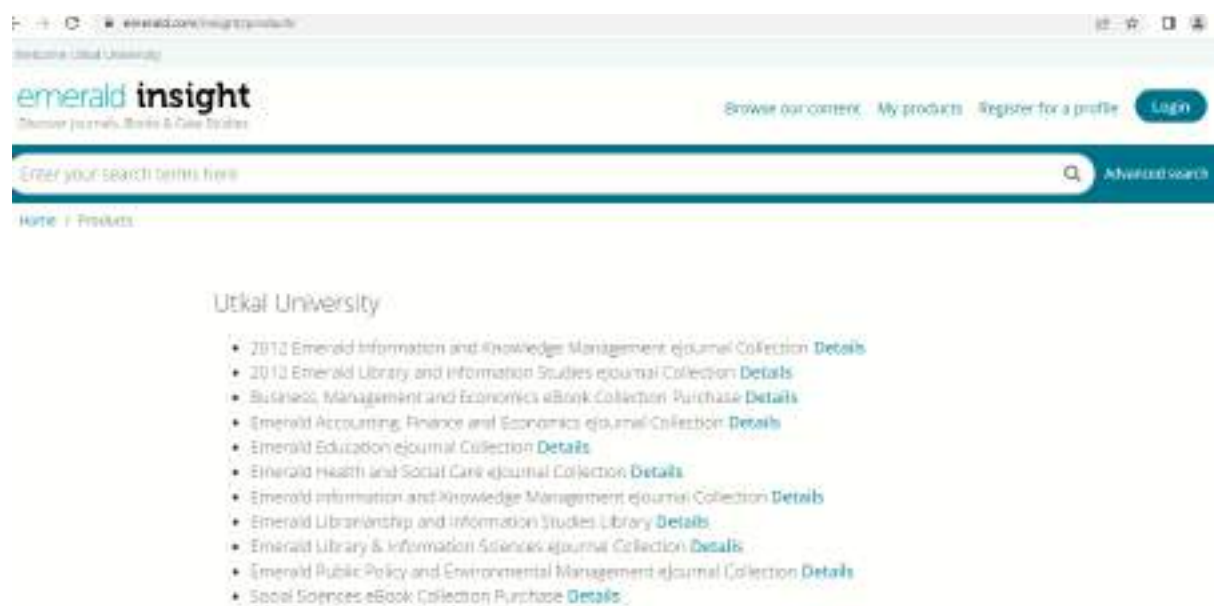 emerald.com/insight/products
Welcome Utkal University
emerald insight
Discover Journals, Books & Case Studies
Browse our content My products Register for a profile Login
Enter your search terms here
Advanced search
Home / Products
Utkal University
• 2012 Emerald Information and Knowledge Management eJournal Collection Details
• 2012 Emerald Library and Information Studies eJournal Collection Details
• Business, Management and Economics eBook Collection Purchase Details
• Emerald Accounting, Finance and Economics eJournal Collection Details
• Emerald Education eJournal Collection Details
• Emerald Health and Social Care eJournal Collection Details
• Emerald Information and Knowledge Management eJournal Collection Details
• Emerald Librarianship and Information Studies Library Details
• Emerald Library & Information Sciences eJournal Collection Details
• Emerald Public Policy and Environmental Management eJournal Collection Details
• Social Sciences eBook Collection Purchase Details